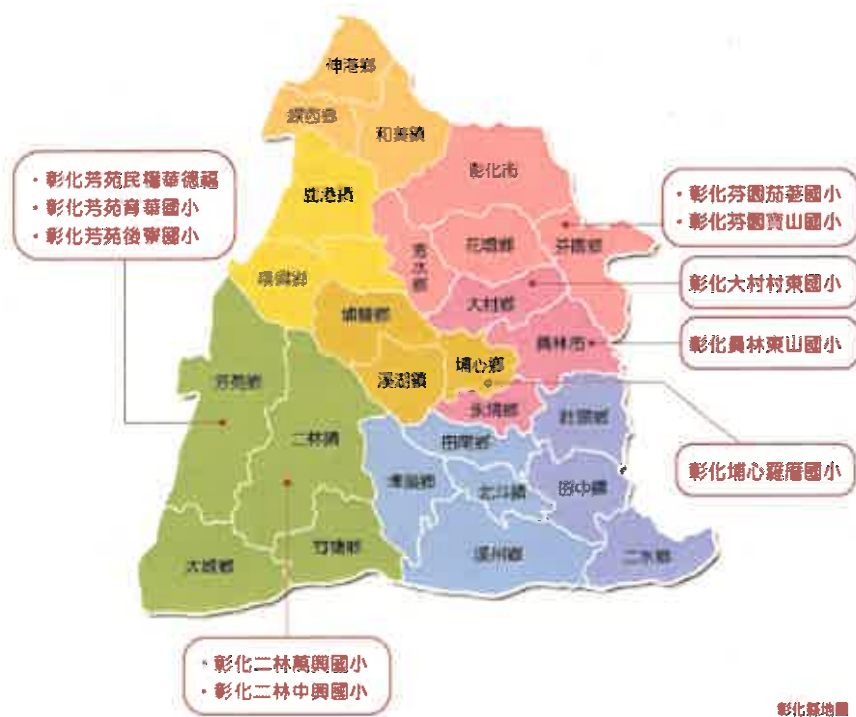 伸港鄉
線西鄉
和美鎮
彰化市
鹿港鎮
秀水鄉
花壇鄉
芬園鄉
福興鄉
埔鹽鄉
大村鄉
員林市
溪湖鎮
埔心鄉
永靖鄉
芳苑鄉
二林鎮
田尾鄉
社頭鄉
埤頭鄉
北斗鎮
田中鎮
大城鄉
竹塘鄉
溪州鄉
二水鄉
・彰化芳苑民權華德福
・彰化芳苑育華國小
・彰化芳苑後寮國小
・彰化芬園茄荖國小
・彰化芬園寶山國小
彰化大村村東國小
彰化員林東山國小
彰化埔心羅厝國小
・彰化二林萬興國小
・彰化二林中興國小
彰化縣地圖